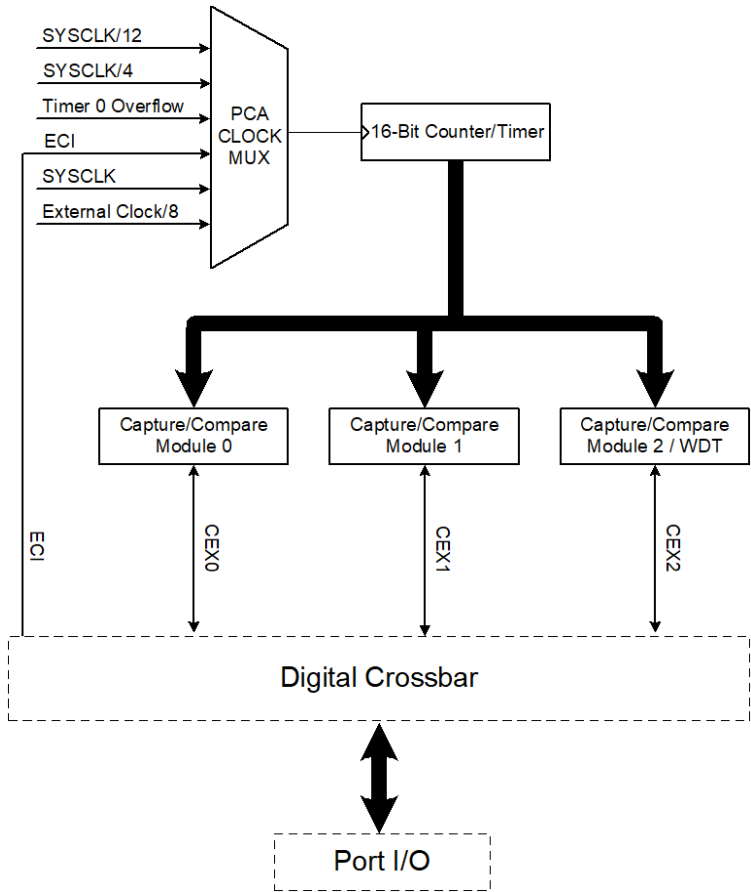 SYSCLK/12
SYSCLK/4
Timer 0 Overflow
ECI
SYSCLK
External Clock/8
PCA
CLOCK
MUX
16-Bit Counter/Timer
Capture/Compare
Module 0
Capture/Compare
Module 1
Capture/Compare
Module 2 / WDT
ECI
CEX0
CEX1
CEX2
Digital Crossbar
Port I/O